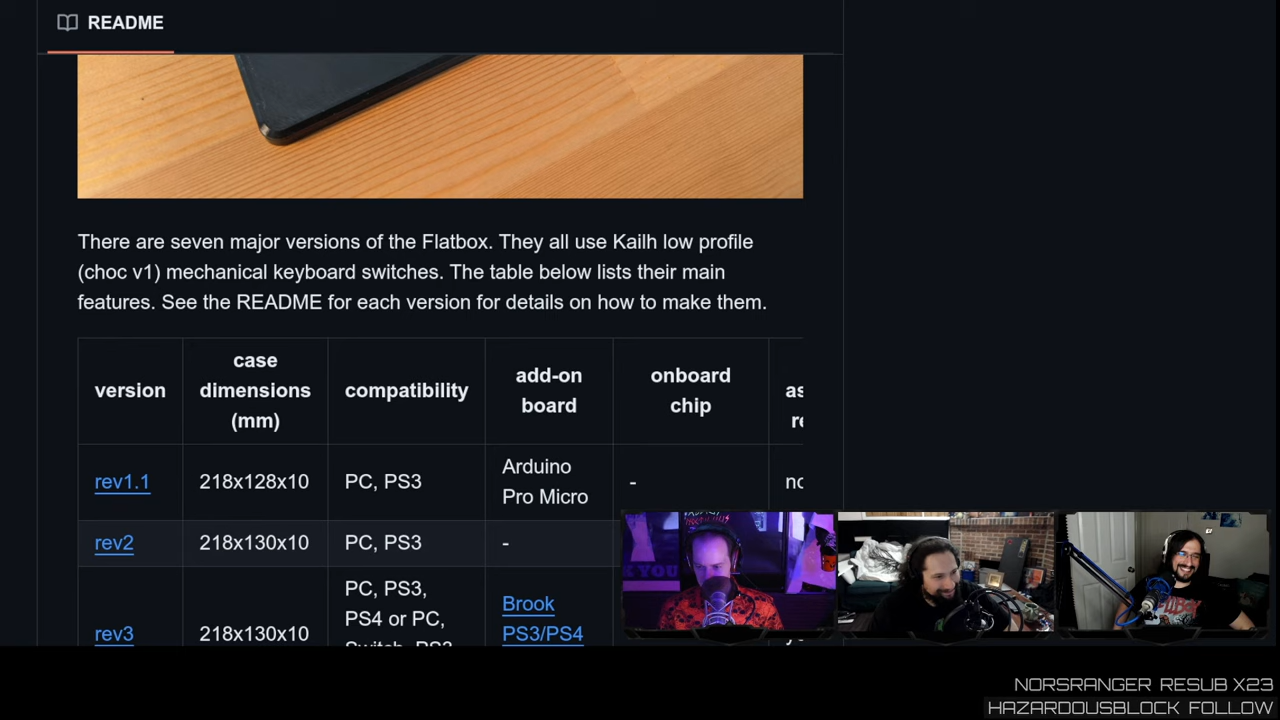 README
There are seven major versions of the Flatbox. They all use Kailh low profile
(choc v1) mechanical keyboard switches. The table below lists their main
features. See the README for each version for details on how to make them.
version
case dimensions (mm)
compatibility
add-on board
onboard chip
rev1.1
218x128x10
PC, PS3
Arduino Pro Micro
-
rev2
218x130x10
PC, PS3
-
rev3
218x130x10
PC, PS3,
PS4 or PC,
Switch, PS3
Brook
PS3/PS4
NORSRANGER RESUB X23
HAZARDOUSBLOCK FOLLOW